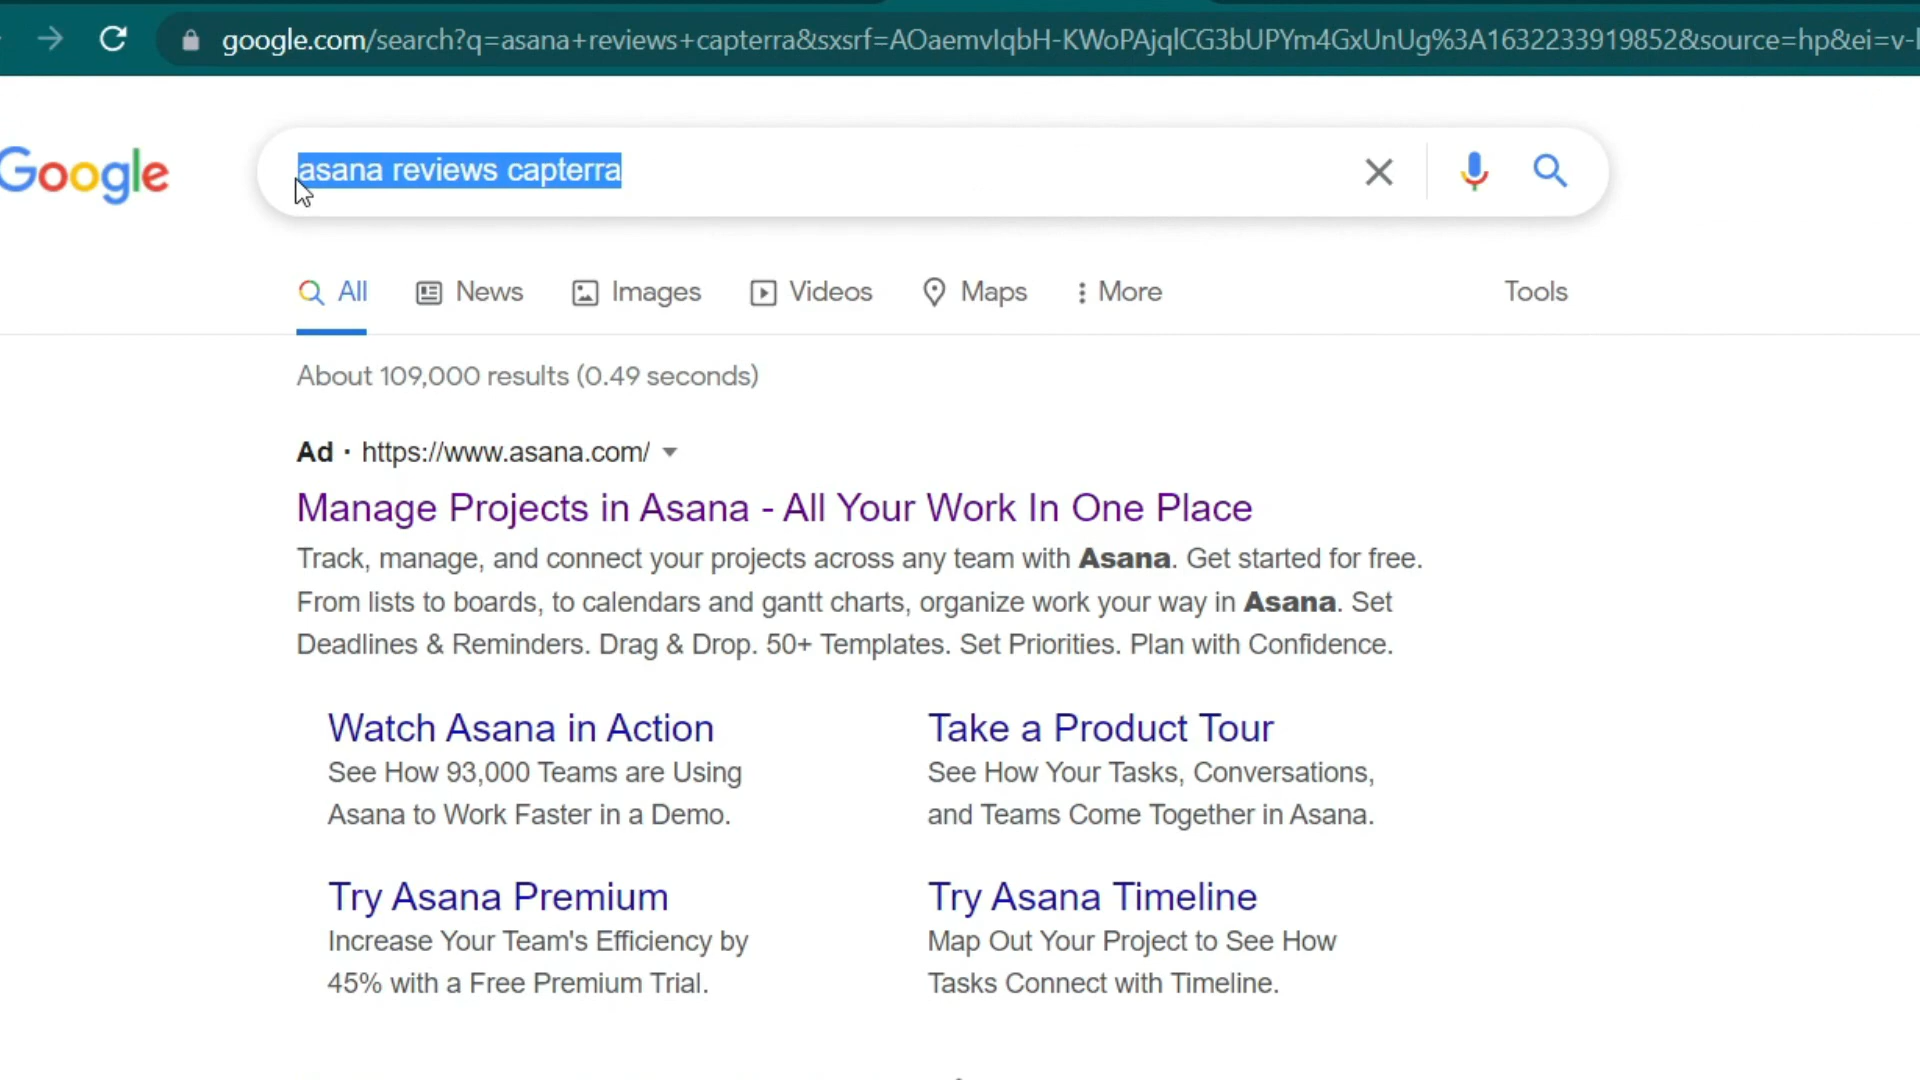 google.com/search?q=asana+reviews+capterra&sxsrf=AOaemvIqbH-KWoPAjqlCG3bUPYm4GxUnUg%3A1632233919852&source=hp&ei=v-
Google
asana reviews capterra
All News Images Videos Maps More Tools
About 109,000 results (0.49 seconds)
Ad · https://www.asana.com/
Manage Projects in Asana - All Your Work In One Place
Track, manage, and connect your projects across any team with Asana. Get started for free.
From lists to boards, to calendars and gantt charts, organize work your way in Asana. Set
Deadlines & Reminders. Drag & Drop. 50+ Templates. Set Priorities. Plan with Confidence.
Watch Asana in Action
See How 93,000 Teams are Using
Asana to Work Faster in a Demo.
Take a Product Tour
See How Your Tasks, Conversations,
and Teams Come Together in Asana.
Try Asana Premium
Increase Your Team's Efficiency by
45% with a Free Premium Trial.
Try Asana Timeline
Map Out Your Project to See How
Tasks Connect with Timeline.